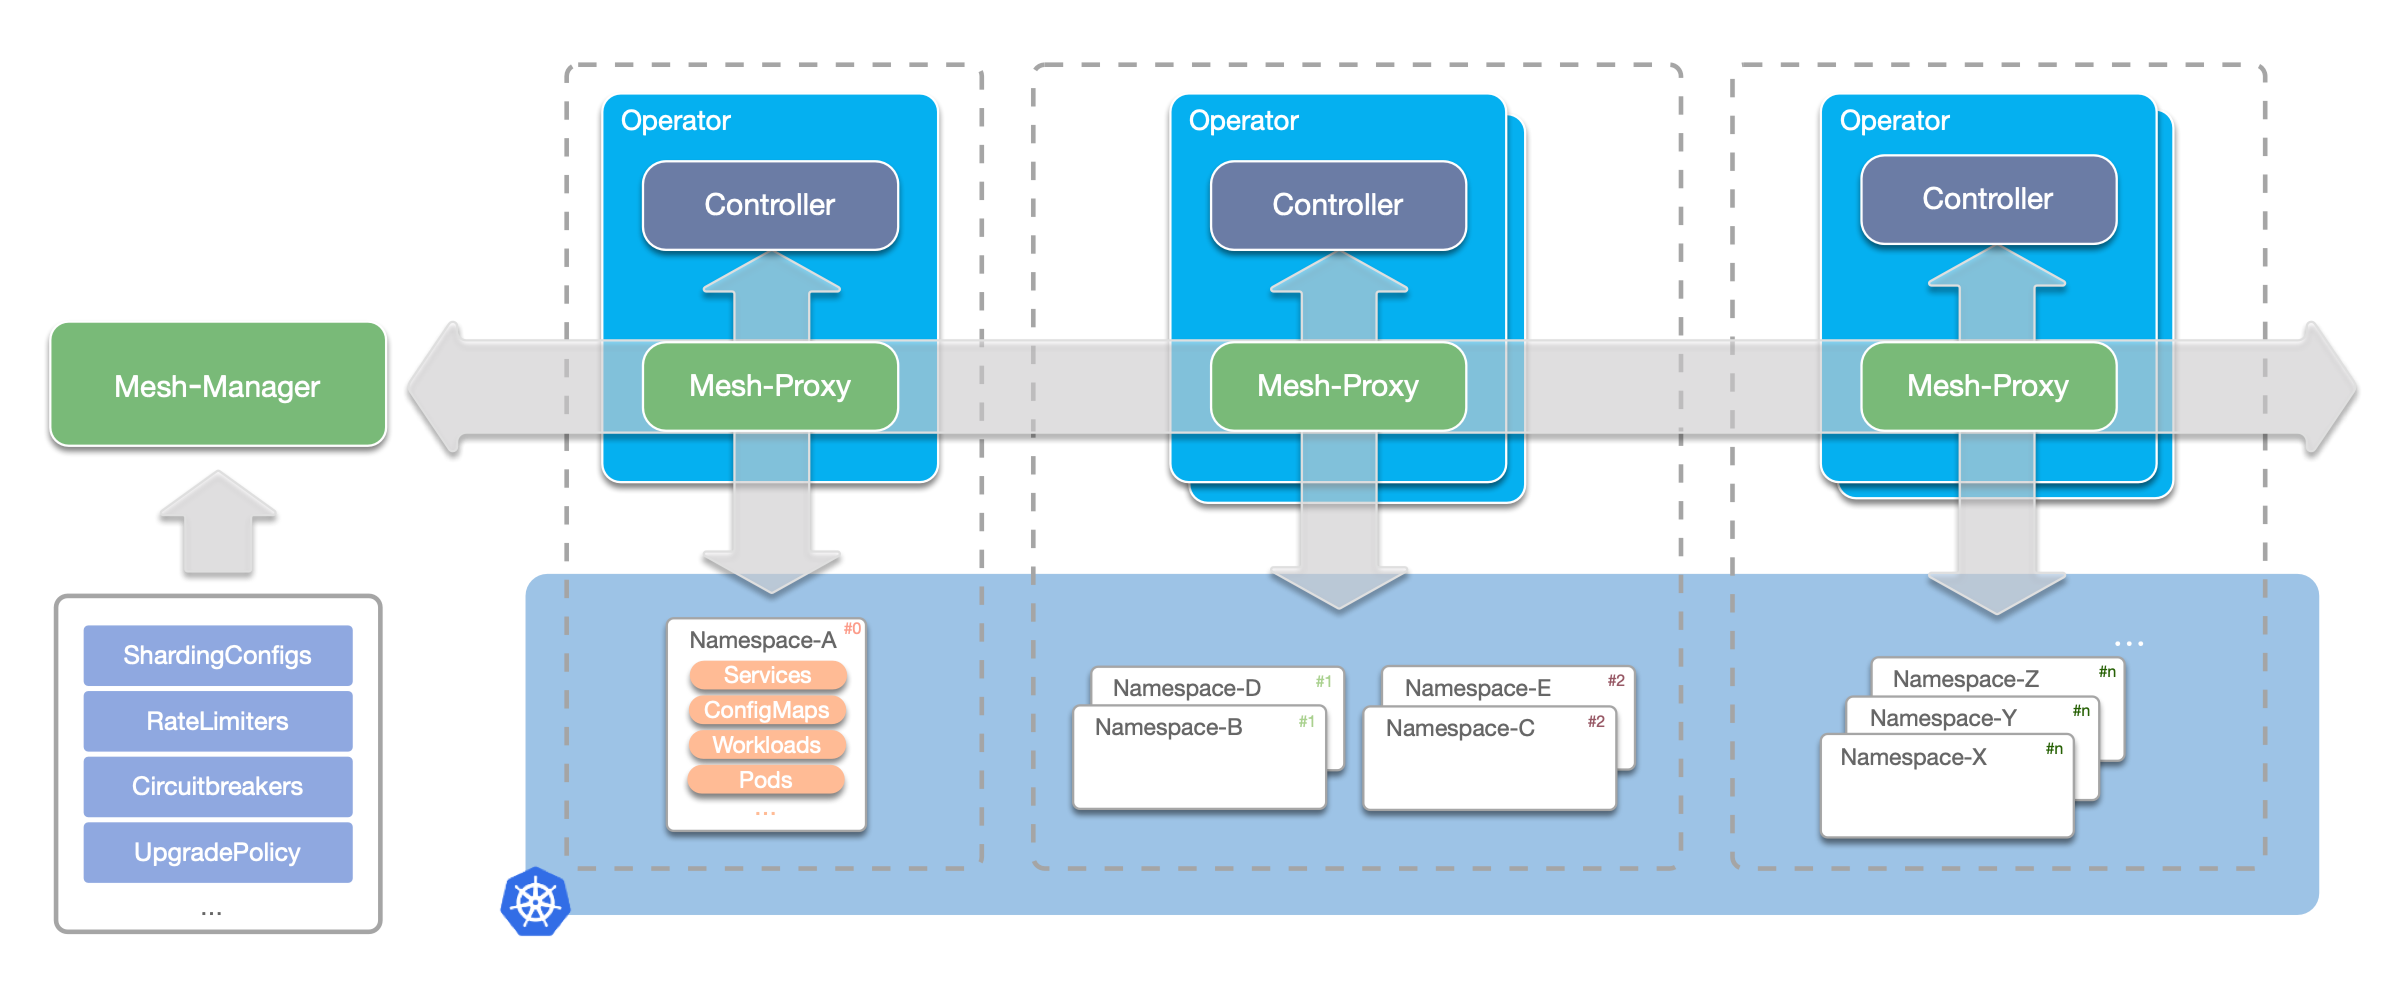 Operator
Controller
Mesh-Proxy
Operator
Controller
Mesh-Proxy
Operator
Controller
Mesh-Proxy
Mesh-Manager
ShardingConfigs
RateLimiters
Circuitbreakers
UpgradePolicy
...
Namespace-A #0
Services
ConfigMaps
Workloads
Pods
...
Namespace-D #1
Namespace-B #1
Namespace-E #2
Namespace-C #2
...
Namespace-Z #n
Namespace-Y #n
Namespace-X #n